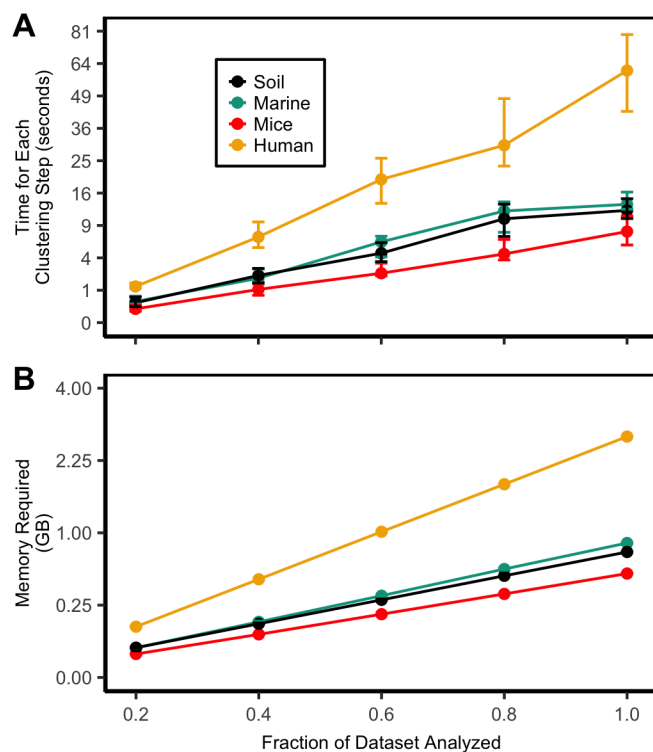 A
81
64
49
36
25
16
9
4
1
0
Time for Each
Clustering Step (seconds)
Soil
Marine
Mice
Human
B
4.00
2.25
1.00
0.25
0.00
Memory Required
(GB)
0.2 0.4 0.6 0.8 1.0
Fraction of Dataset Analyzed